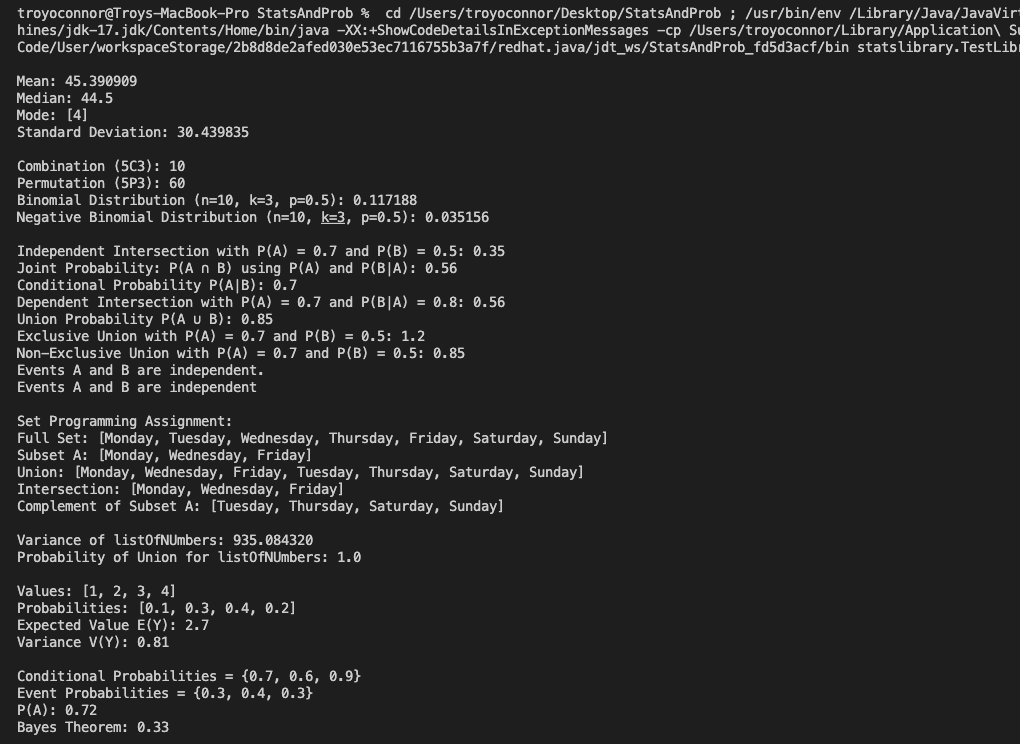 troyoconnor@Troys-MacBook-Pro StatsAndProb % cd /Users/troyoconnor/Desktop/StatsAndProb ; /usr/bin/env /Library/Java/JavaVirt
hines/jdk-17.jdk/Contents/Home/bin/java -XX:+ShowCodeDetailsInExceptionMessages -cp /Users/troyoconnor/Library/Application\ Su
Code/User/workspaceStorage/2b8d8de2afed030e53ec7116755b3a7f/redhat.java/jdt_ws/StatsAndProb_fd5d3acf/bin statslibrary.TestLibr
Mean: 45.390909
Median: 44.5
Mode: [4]
Standard Deviation: 30.439835
Combination (5C3): 10
Permutation (5P3): 60
Binomial Distribution (n=10, k=3, p=0.5): 0.117188
Negative Binomial Distribution (n=10, k=3, p=0.5): 0.035156
Independent Intersection with P(A) = 0.7 and P(B) = 0.5: 0.35
Joint Probability: P(A ∩ B) using P(A) and P(B|A): 0.56
Conditional Probability P(A|B): 0.7
Dependent Intersection with P(A) = 0.7 and P(B|A) = 0.8: 0.56
Union Probability P(A ∪ B): 0.85
Exclusive Union with P(A) = 0.7 and P(B) = 0.5: 1.2
Non-Exclusive Union with P(A) = 0.7 and P(B) = 0.5: 0.85
Events A and B are independent.
Events A and B are independent
Set Programming Assignment:
Full Set: [Monday, Tuesday, Wednesday, Thursday, Friday, Saturday, Sunday]
Subset A: [Monday, Wednesday, Friday]
Union: [Monday, Wednesday, Friday, Tuesday, Thursday, Saturday, Sunday]
Intersection: [Monday, Wednesday, Friday]
Complement of Subset A: [Tuesday, Thursday, Saturday, Sunday]
Variance of listOfNUmbers: 935.084320
Probability of Union for listOfNUmbers: 1.0
Values: [1, 2, 3, 4]
Probabilities: [0.1, 0.3, 0.4, 0.2]
Expected Value E(Y): 2.7
Variance V(Y): 0.81
Conditional Probabilities = {0.7, 0.6, 0.9}
Event Probabilities = {0.3, 0.4, 0.3}
P(A): 0.72
Bayes Theorem: 0.33